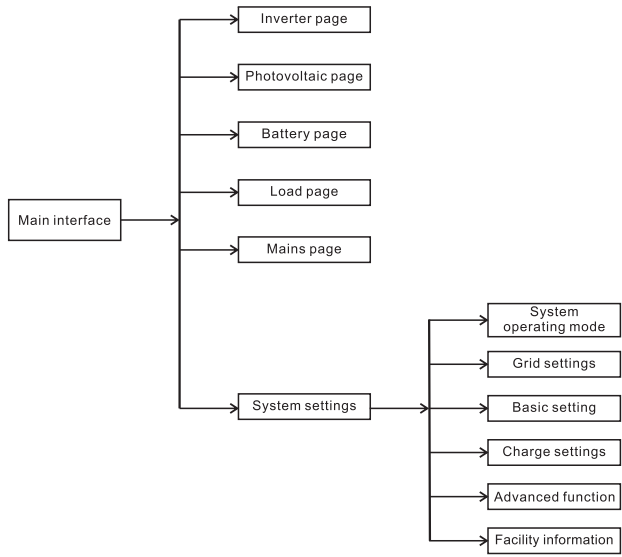 Inverter page
Photovoltaic page
Battery page
Load page
Main interface
Mains page
System
operating mode
Grid settings
System settings
Basic setting
Charge settings
Advanced function
Facility information